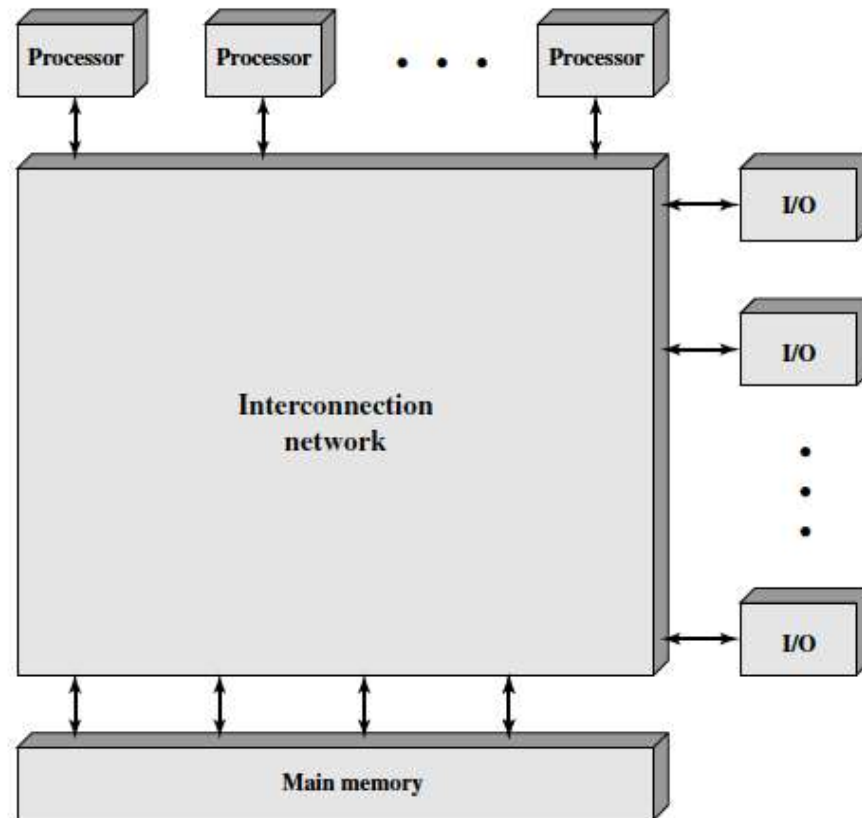 Processor
Processor
Processor
I/O
I/O
Interconnection
network
I/O
Main memory